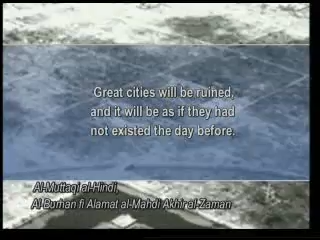 Great cities will be ruined,
and it will be as if they had
not existed the day before.
Al-Muttaqi al-Hindi,
Al Burhan fi Alamat al-Mahdi Akhir al-Zaman